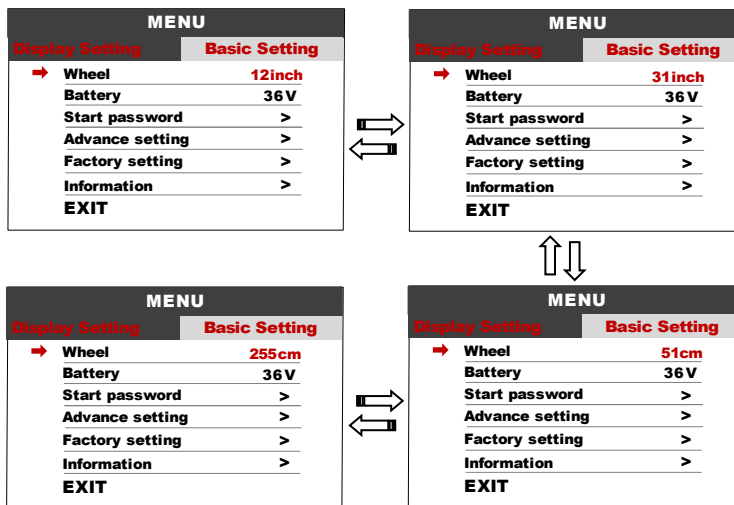 MENU
Display Setting Basic Setting
Wheel 12inch
Battery 36V
Start password >
Advance setting >
Factory setting >
Information >
EXIT
MENU
Display Setting Basic Setting
Wheel 31inch
Battery 36V
Start password >
Advance setting >
Factory setting >
Information >
EXIT
MENU
Display Setting Basic Setting
Wheel 255cm
Battery 36V
Start password >
Advance setting >
Factory setting >
Information >
EXIT
MENU
Display Setting Basic Setting
Wheel 51cm
Battery 36V
Start password >
Advance setting >
Factory setting >
Information >
EXIT